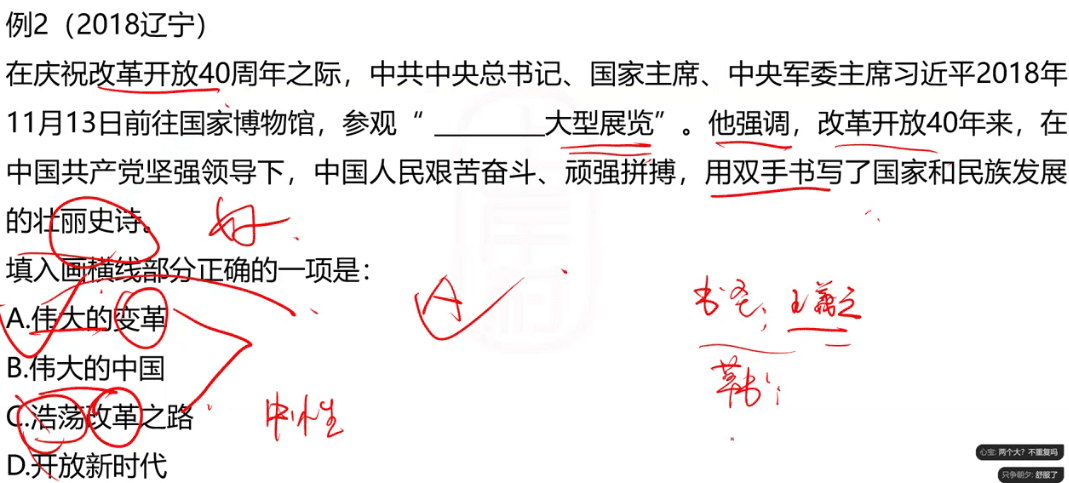 例2（2018辽宁）
在庆祝改革开放40周年之际，中共中央总书记、国家主席、中央军委主席习近平2018年
11月13日前往国家博物馆，参观“ ________大型展览”。他强调，改革开放40年来，在
中国共产党坚强领导下，中国人民艰苦奋斗、顽强拼搏，用双手书写了国家和民族发展
的壮丽史诗。
好
填入画横线部分正确的一项是：
A.伟大的变革
A
书圣；王羲之
B.伟大的中国
草书；
C.浩荡改革之路
中性
D.开放新时代
心宝: 两个大？不重复吗
只争朝夕: 舒服了